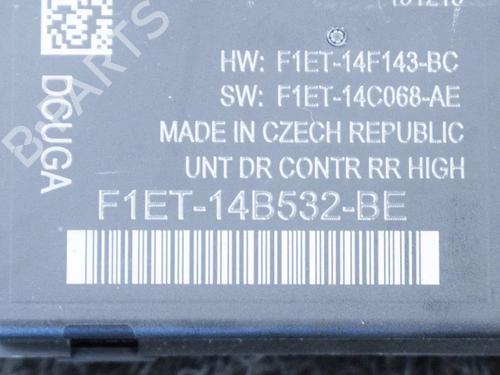 HW: F1ET-14F143-BC
SW: F1ET-14C068-AE
MADE IN CZECH REPUBLIC
UNT DR CONTR RR HIGH
F1ET-14B532-BE
DCUGA
B PARTS